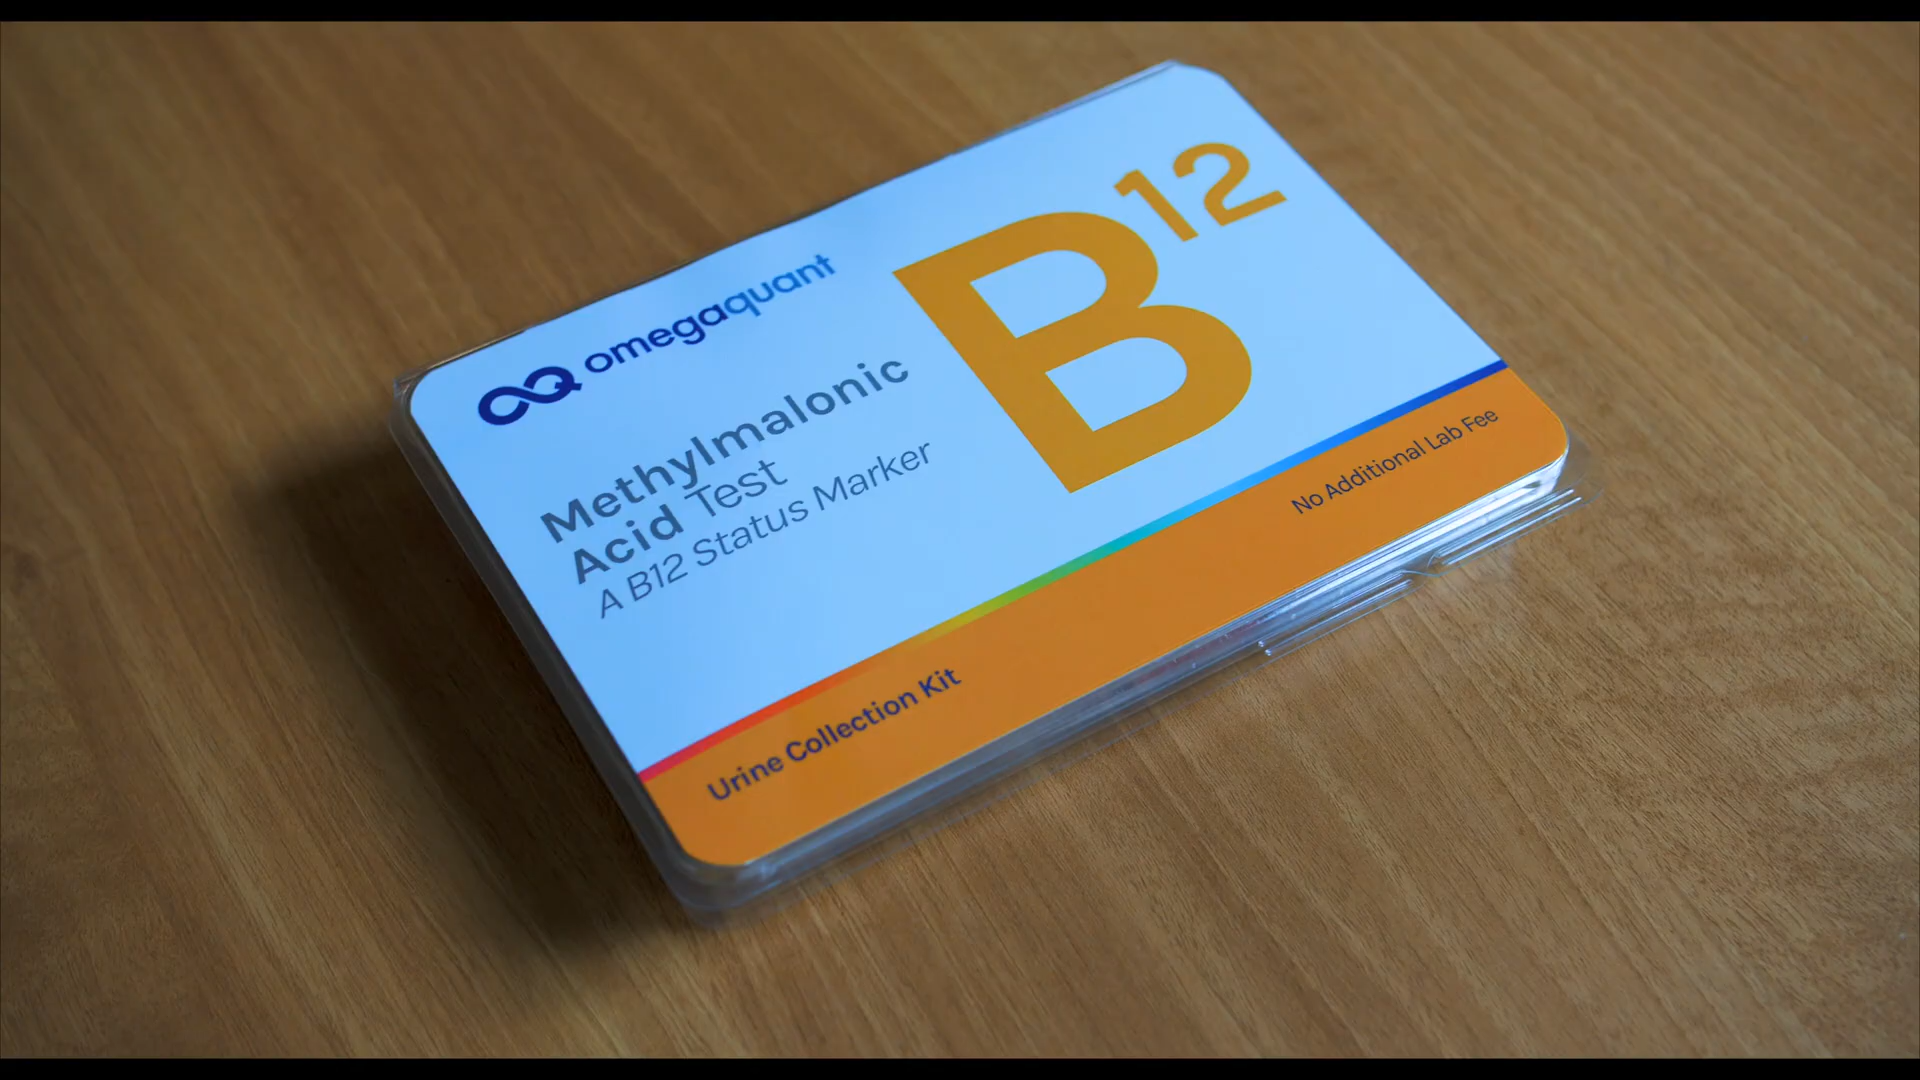 omegaquant
Methylmalonic
Acid Test
A B12 Status Marker
B12
Urine Collection Kit
No Additional Lab Fee